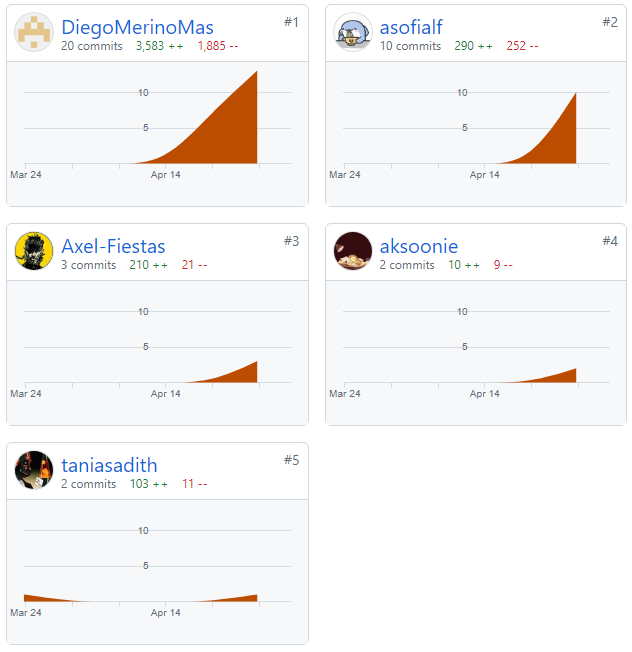 DiegoMerinoMas #1
20 commits 3,583 ++ 1,885 --
10
5
Mar 24 Apr 14
asofialf #2
10 commits 290 ++ 252 --
10
5
Mar 24 Apr 14
Axel-Fiestas #3
3 commits 210 ++ 21 --
10
5
Mar 24 Apr 14
aksoonie #4
2 commits 10 ++ 9 --
10
5
Mar 24 Apr 14
taniasadith #5
2 commits 103 ++ 11 --
10
5
Mar 24 Apr 14